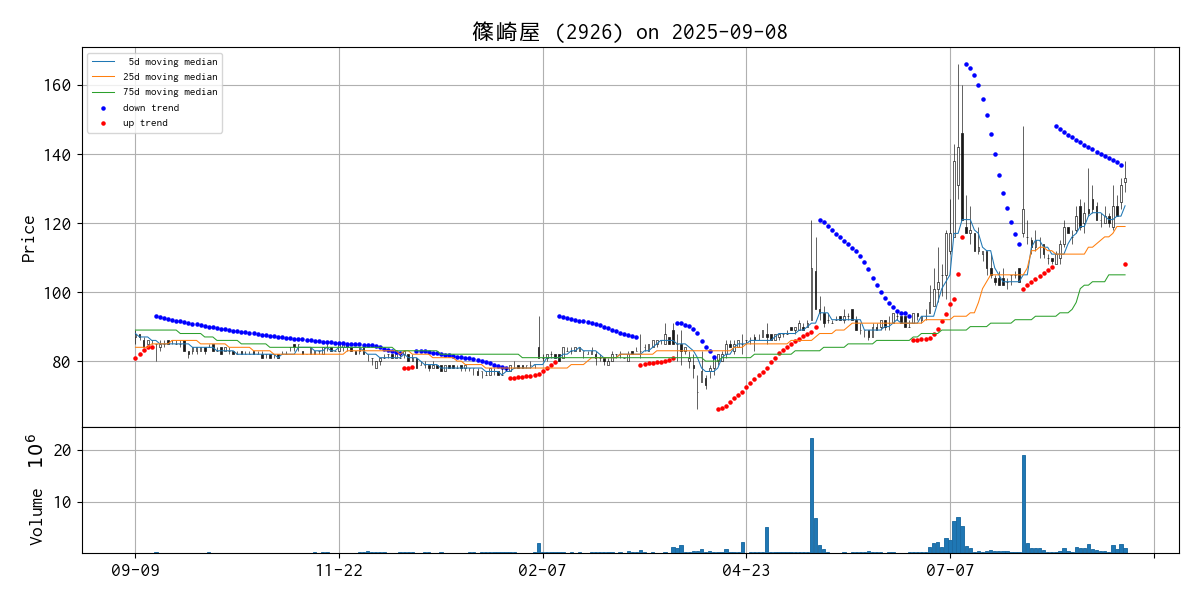 篠崎屋 (2926) on 2025-09-08
5d moving median
25d moving median
75d moving median
down trend
up trend
Price
160
140
120
100
80
Volume 10^6
20
10
09-09
11-22
02-07
04-23
07-07